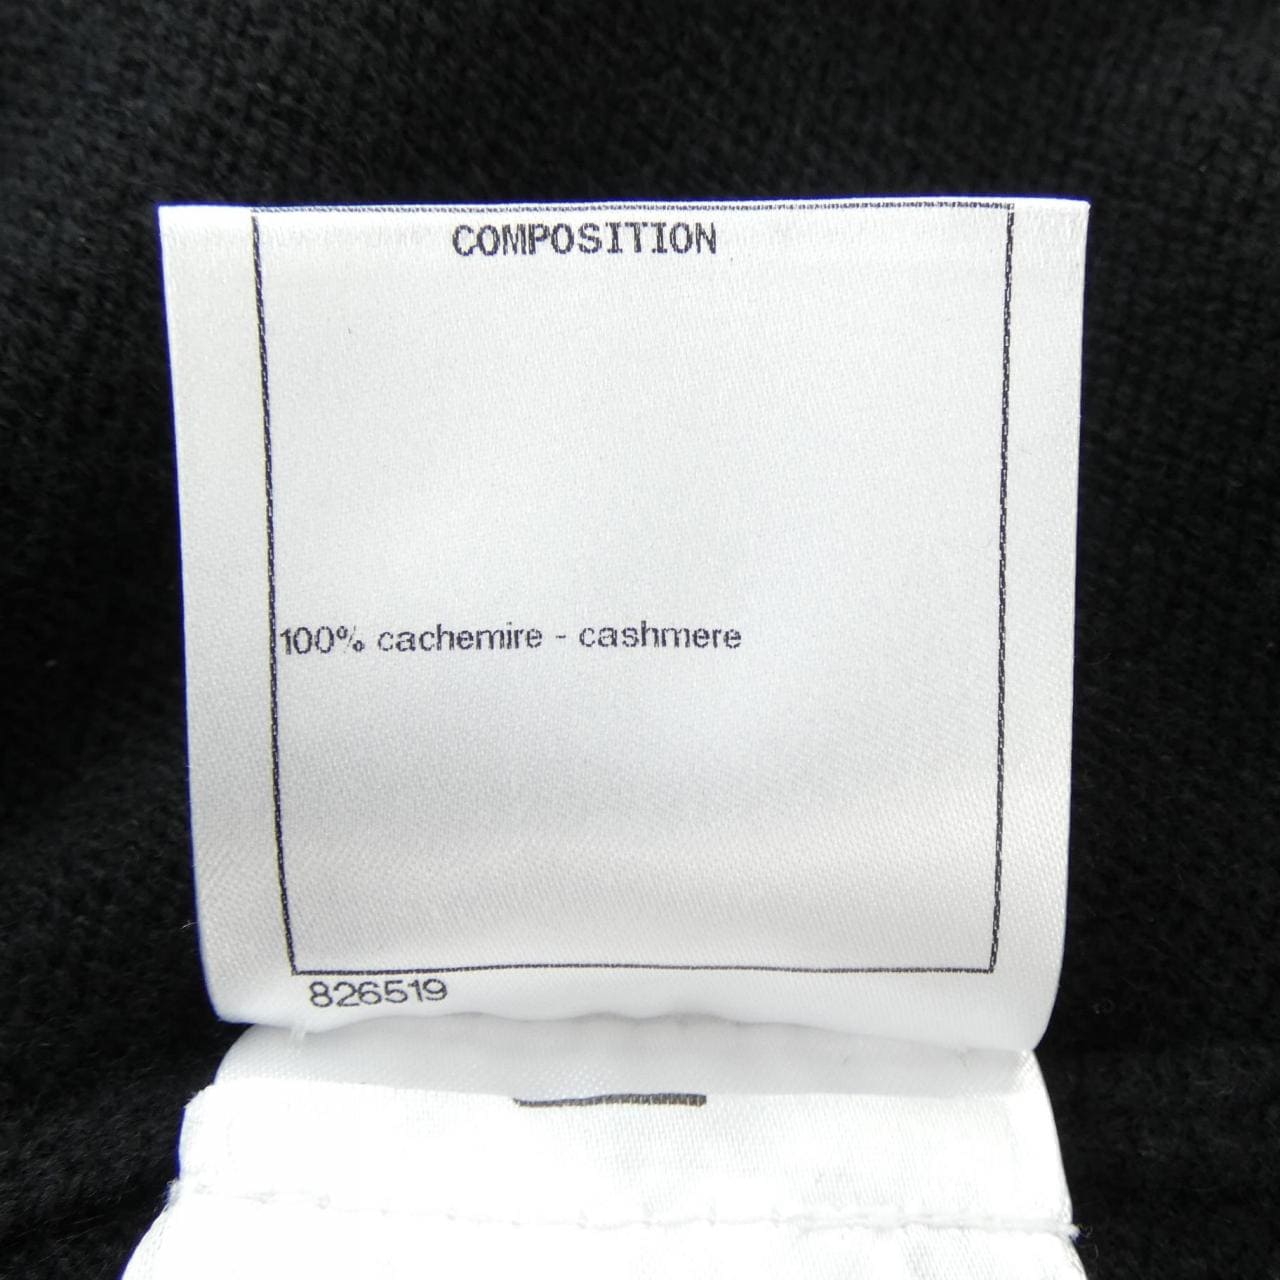 COMPOSITION
100% cachemire - cashmere
826519